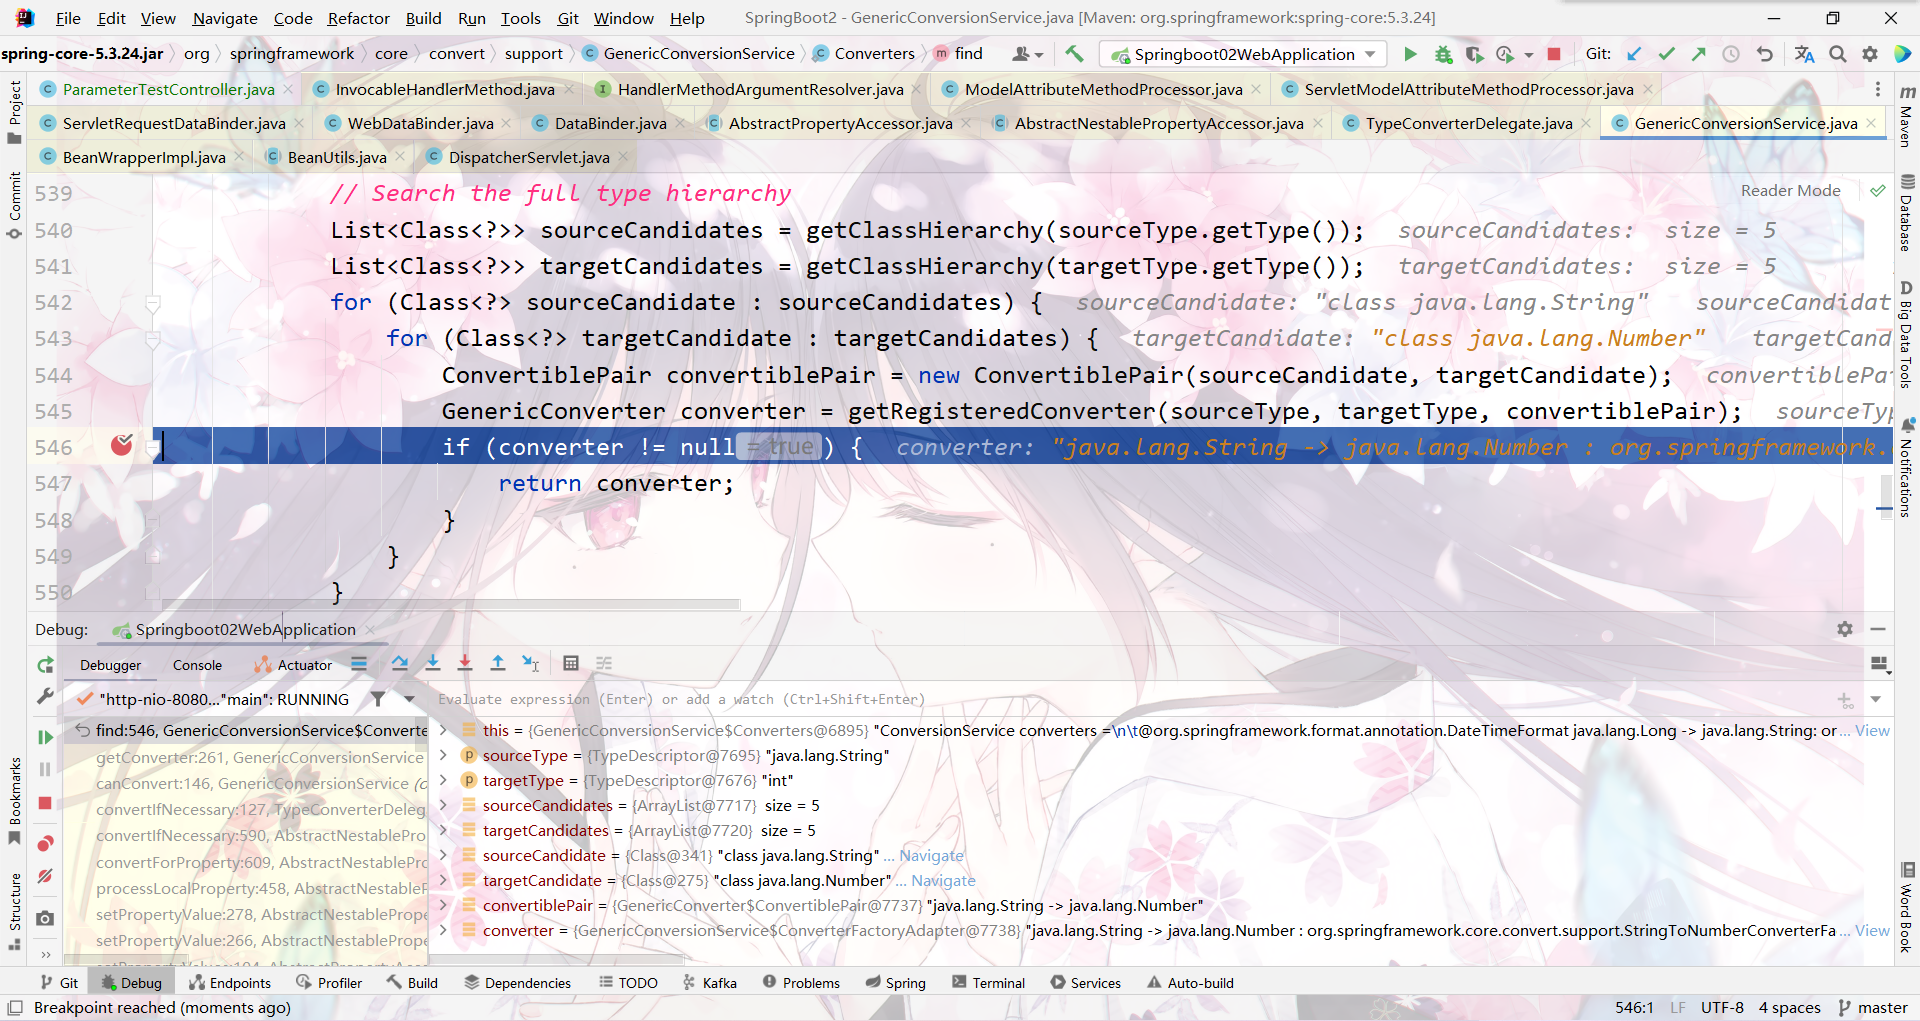 File Edit View Navigate Code Refactor Build Run Tools Git Window Help SpringBoot2 - GenericConversionService.java [Maven: org.springframework:spring-core:5.3.24]
spring-core-5.3.24.jar org springframework core convert support GenericConversionService Converters find Springboot02WebApplication Git:
ParameterTestController.java InvocableHandlerMethod.java HandlerMethodArgumentResolver.java ModelAttributeMethodProcessor.java ServletModelAttributeMethodProcessor.java
ServletRequestDataBinder.java WebDataBinder.java DataBinder.java AbstractPropertyAccessor.java AbstractNestablePropertyAccessor.java TypeConverterDelegate.java GenericConversionService.java
BeanWrapperImpl.java BeanUtils.java DispatcherServlet.java
Reader Mode
539 // Search the full type hierarchy
540 List<Class<?>> sourceCandidates = getClassHierarchy(sourceType.getType()); sourceCandidates: size = 5
541 List<Class<?>> targetCandidates = getClassHierarchy(targetType.getType()); targetCandidates: size = 5
542 for (Class<?> sourceCandidate : sourceCandidates) { sourceCandidate: "class java.lang.String" sourceCandidat
543 for (Class<?> targetCandidate : targetCandidates) { targetCandidate: "class java.lang.Number" targetCand
544 ConvertiblePair convertiblePair = new ConvertiblePair(sourceCandidate, targetCandidate); convertiblePai
545 GenericConverter converter = getRegisteredConverter(sourceType, targetType, convertiblePair); sourceTyp
546 if (converter != null = true ) { converter: "java.lang.String -> java.lang.Number : org.springframework.
547 return converter;
548 }
549 }
550 }
Project
Commit
Bookmarks
Structure
Maven
Database
Big Data Tools
Notifications
Word Book
Debug: Springboot02WebApplication
Debugger Console Actuator
"http-nio-8080..."main": RUNNING
Evaluate expression (Enter) or add a watch (Ctrl+Shift+Enter)
find:546, GenericConversionService$Converte
getConverter:261, GenericConversionService
canConvert:146, GenericConversionService (o
convertIfNecessary:127, TypeConverterDeleg
convertIfNecessary:590, AbstractNestablePro
convertForProperty:609, AbstractNestablePro
processLocalProperty:458, AbstractNestableF
setPropertyValue:278, AbstractNestablePrope
setPropertyValue:266, AbstractNestablePrope
this = {GenericConversionService$Converters@6895} "ConversionService converters =\n\t@org.springframework.format.annotation.DateTimeFormat java.lang.Long -> java.lang.String: or... View
sourceType = {TypeDescriptor@7695} "java.lang.String"
targetType = {TypeDescriptor@7676} "int"
sourceCandidates = {ArrayList@7717} size = 5
targetCandidates = {ArrayList@7720} size = 5
sourceCandidate = {Class@341} "class java.lang.String" ... Navigate
targetCandidate = {Class@275} "class java.lang.Number" ... Navigate
convertiblePair = {GenericConverter$ConvertiblePair@7737} "java.lang.String -> java.lang.Number"
converter = {GenericConversionService$ConverterFactoryAdapter@7738} "java.lang.String -> java.lang.Number : org.springframework.core.convert.support.StringToNumberConverterFa... View
Git Debug Endpoints Profiler Build Dependencies TODO Kafka Problems Spring Terminal Services Auto-build
Breakpoint reached (moments ago) 546:1 LF UTF-8 4 spaces master